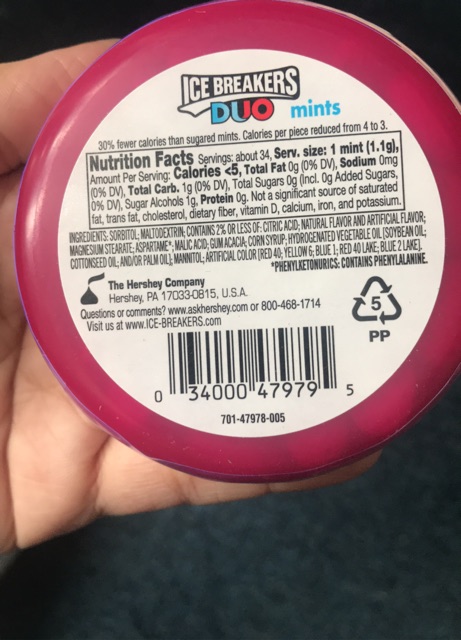 ICE BREAKERS
DUO mints
30% fewer calories than sugared mints. Calories per piece reduced from 4 to 3.
Nutrition Facts Servings: about 34, Serv. size: 1 mint (1.1g),
Amount Per Serving: Calories <5, Total Fat 0g (0% DV), Sodium 0mg
(0% DV), Total Carb. 1g (0% DV), Total Sugars 0g (Incl. 0g Added Sugars,
0% DV), Sugar Alcohols 1g, Protein 0g. Not a significant source of saturated
fat, trans fat, cholesterol, dietary fiber, vitamin D, calcium, iron, and potassium.
INGREDIENTS: SORBITOL; MALTODEXTRIN; CONTAINS 2% OR LESS OF: CITRIC ACID; NATURAL FLAVOR AND ARTIFICIAL FLAVOR;
MAGNESIUM STEARATE; ASPARTAME*; MALIC ACID; GUM ACACIA; CORN SYRUP; HYDROGENATED VEGETABLE OIL [SOYBEAN OIL;
COTTONSEED OIL; AND/OR PALM OIL]; MANNITOL; ARTIFICIAL COLOR [RED 40, YELLOW 6; BLUE 1; RED 40 LAKE; BLUE 2 LAKE].
*PHENYLKETONURICS: CONTAINS PHENYLALANINE.
The Hershey Company
Hershey, PA 17033-0815, U.S.A.
Questions or comments? www.askhershey.com or 800-468-1714
Visit us at www.ICE-BREAKERS.com
5
PP
0 34000 47979 5
701-47978-005